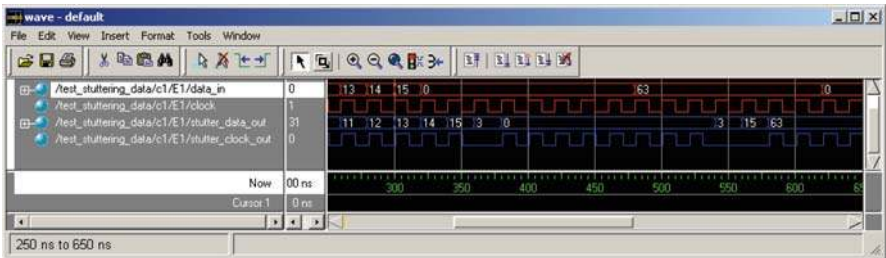 wave - default
File Edit View Insert Format Tools Window
/test_stuttering_data/c1/E1/data_in 0 13 14 15 0 63 0
/test_stuttering_data/c1/E1/clock 1
/test_stuttering_data/c1/E1/stutter_data_out 31 11 12 13 14 15 3 0 3 15 63
/test_stuttering_data/c1/E1/stutter_clock_out 0
Now 00 ns 300 350 400 450 500 550 600 65
Cursor 1 0 ns
250 ns to 650 ns